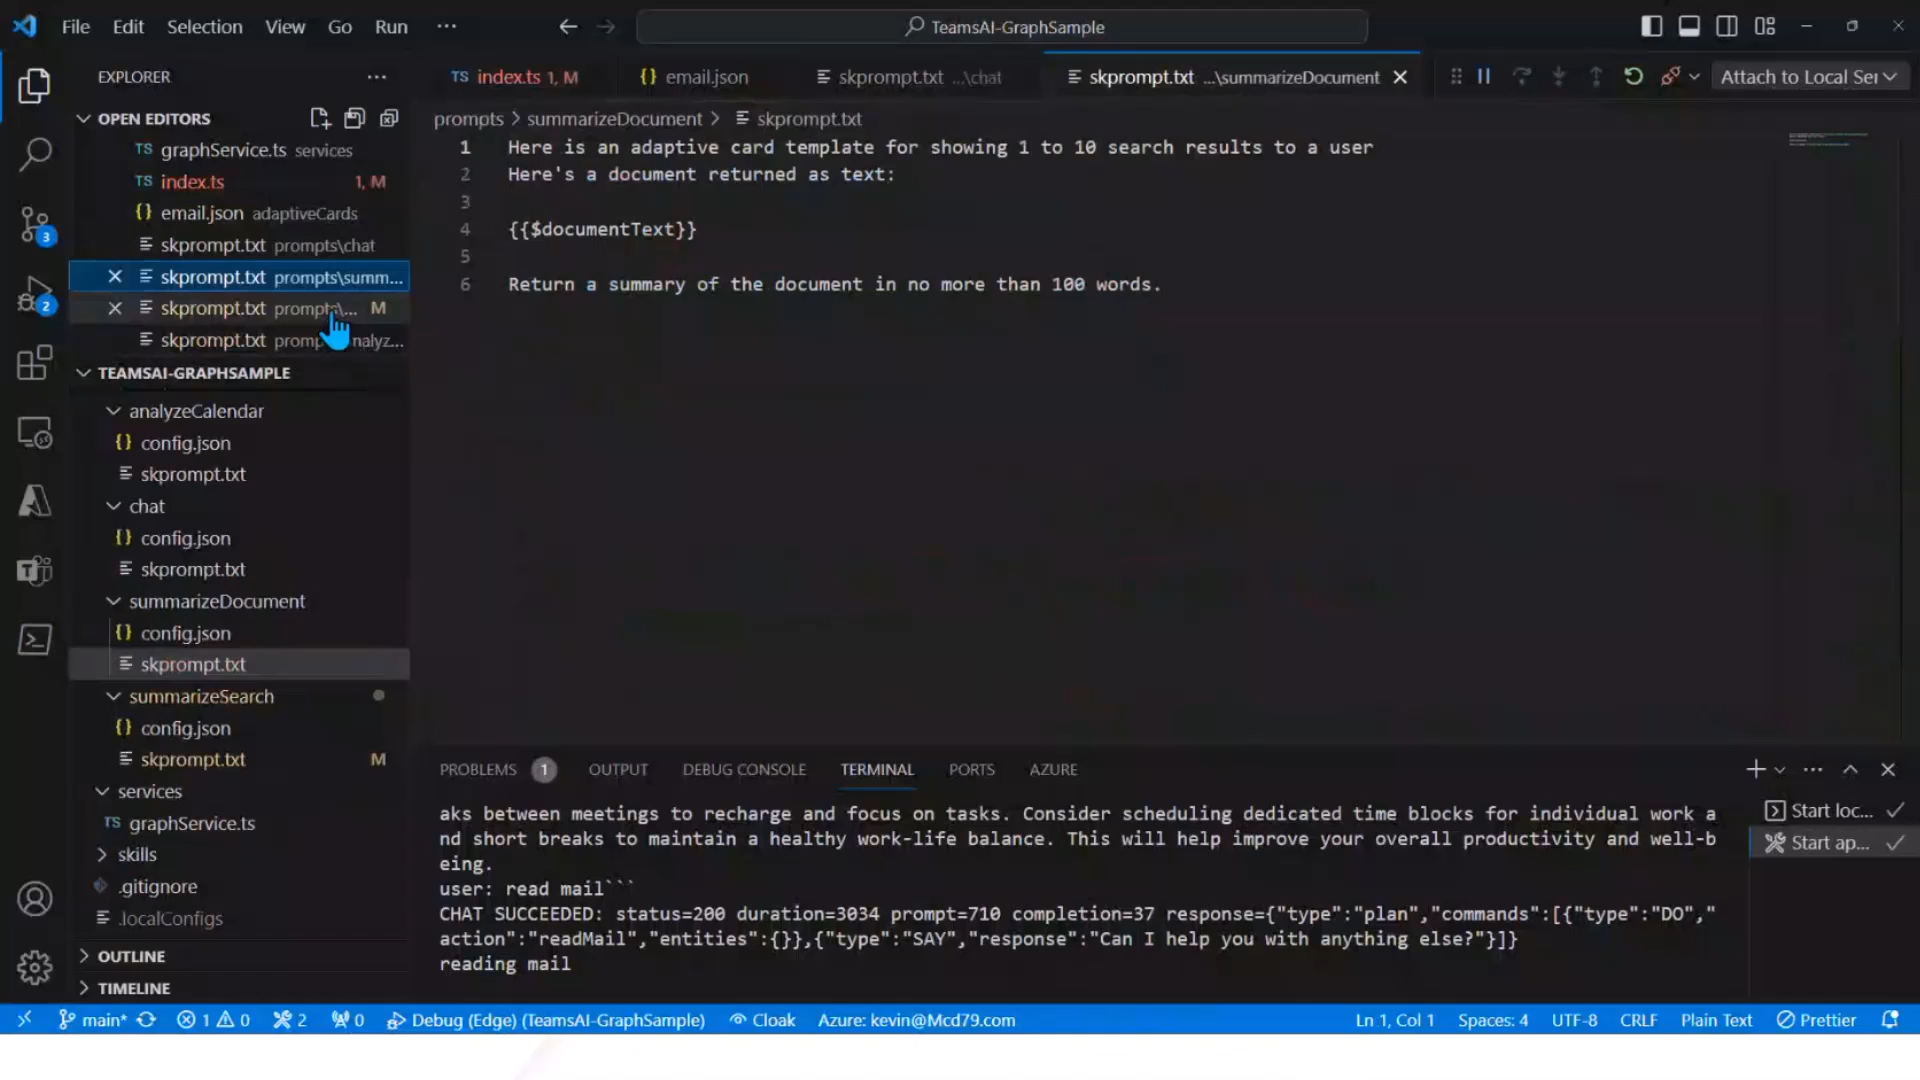 File Edit Selection View Go Run ···
TeamsAI-GraphSample
EXPLORER ···
TS index.ts 1, M
{} email.json
skprompt.txt ...\chat
skprompt.txt ...\summarizeDocument
Attach to Local Ser
OPEN EDITORS
TS graphService.ts services
TS index.ts 1, M
{} email.json adaptiveCards
skprompt.txt prompts\chat
skprompt.txt prompts\summ...
skprompt.txt prompts\... M
skprompt.txt promp nalyz...
TEAMSAI-GRAPHSAMPLE
analyzeCalendar
{} config.json
skprompt.txt
chat
{} config.json
skprompt.txt
summarizeDocument
{} config.json
skprompt.txt
summarizeSearch
{} config.json
skprompt.txt M
services
TS graphService.ts
skills
.gitignore
.localConfigs
OUTLINE
TIMELINE
3
2
prompts > summarizeDocument > skprompt.txt
1 Here is an adaptive card template for showing 1 to 10 search results to a user
2 Here's a document returned as text:
3
4 {{$documentText}}
5
6 Return a summary of the document in no more than 100 words.
PROBLEMS 1 OUTPUT DEBUG CONSOLE TERMINAL PORTS AZURE
aks between meetings to recharge and focus on tasks. Consider scheduling dedicated time blocks for individual work a
nd short breaks to maintain a healthy work-life balance. This will help improve your overall productivity and well-b
eing.
user: read mail```
CHAT SUCCEEDED: status=200 duration=3034 prompt=710 completion=37 response={"type":"plan","commands":[{"type":"DO","
action":"readMail","entities":{}},{"type":"SAY","response":"Can I help you with anything else?"}]}
reading mail
Start loc...
Start ap...
main* 1 0 2 0 Debug (Edge) (TeamsAI-GraphSample) Cloak Azure: kevin@Mcd79.com Ln 1, Col 1 Spaces: 4 UTF-8 CRLF Plain Text Prettier